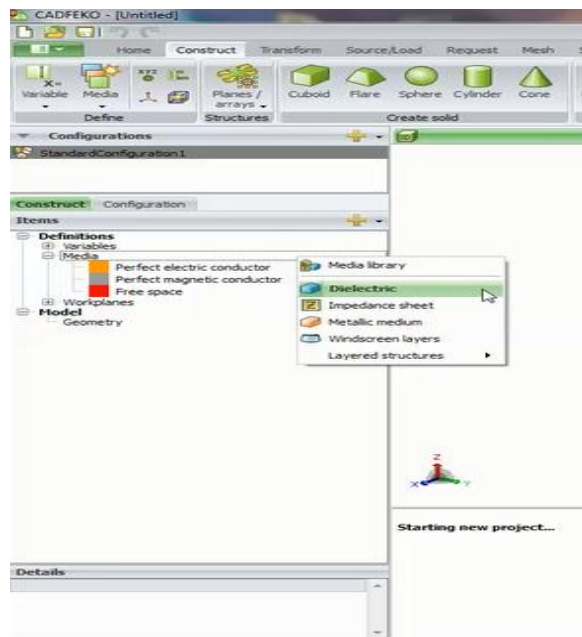 CADFEKO - [Untitled]
Home Construct Transform Source/Load Request Mesh
Variable Media Planes / arrays Cuboid Flare Sphere Cylinder Cone
Define Structures Create solid
Configurations
StandardConfiguration1
Construct Configuration
Items
Definitions
Variables
Media
Perfect electric conductor
Perfect magnetic conductor
Free space
Workplanes
Model
Geometry
Media library
Dielectric
Impedance sheet
Metallic medium
Windscreen layers
Layered structures
Z
X Y
Starting new project...
Details